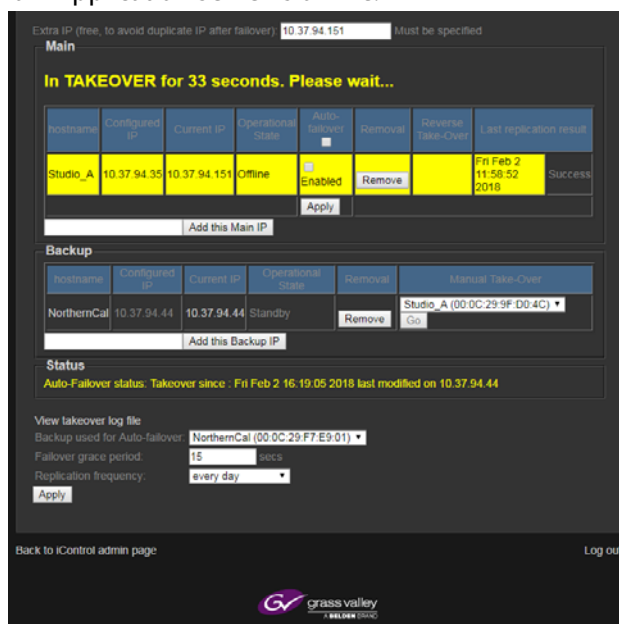 Extra IP (free, to avoid duplicate IP after failover): 10.37.94.151 Must be specified
Main
In TAKEOVER for 33 seconds. Please wait...
hostname Configured IP Current IP Operational State Auto-failover Removal Reverse Take-Over Last replication result
Studio_A 10.37.94.35 10.37.94.151 Offline Enabled Remove Fri Feb 2 11:58:52 2018 Success
Apply
Add this Main IP
Backup
hostname Configured IP Current IP Operational State Removal Manual Take-Over
NorthernCal 10.37.94.44 10.37.94.44 Standby Remove Studio_A (00:0C:29:9F:D0:4C) Go
Add this Backup IP
Status
Auto-Failover status: Takeover since : Fri Feb 2 16:19:05 2018 last modified on 10.37.94.44
View takeover log file
Backup used for Auto-failover: NorthernCal (00:0C:29:F7:E9:01)
Failover grace period: 15 secs
Replication frequency: every day
Apply
Back to iControl admin page Log ou
GV grass valley
A BELDEN BRAND